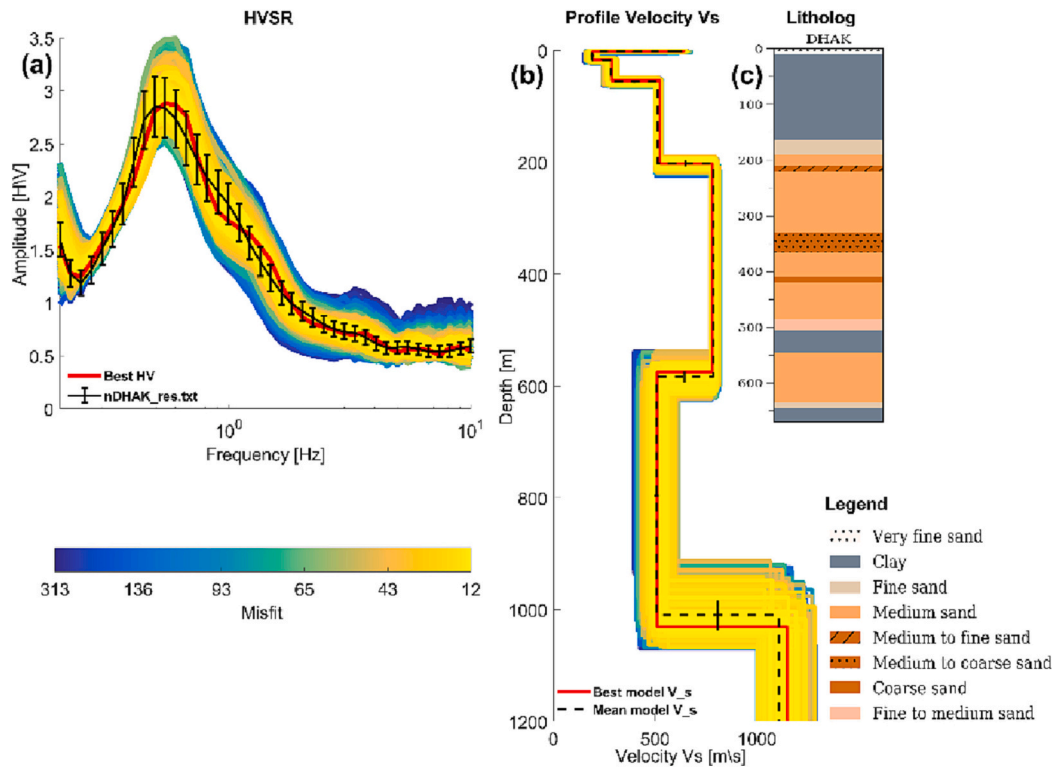 HVSR
(a)
3.5
3
2.5
2
1.5
1
0.5
0
Amplitude [H\V]
Best HV
nDHAK_res.txt
10^0
10^1
Frequency [Hz]
313 136 93 65 43 12
Misfit
Profile Velocity Vs
(b)
0
200
400
600
800
1000
1200
Depth [m]
Best model V_s
Mean model V_s
0 500 1000
Velocity Vs [m\s]
Litholog
DHAK
(c)
0
100
200
300
400
500
600
Legend
Very fine sand
Clay
Fine sand
Medium sand
Medium to fine sand
Medium to coarse sand
Coarse sand
Fine to medium sand